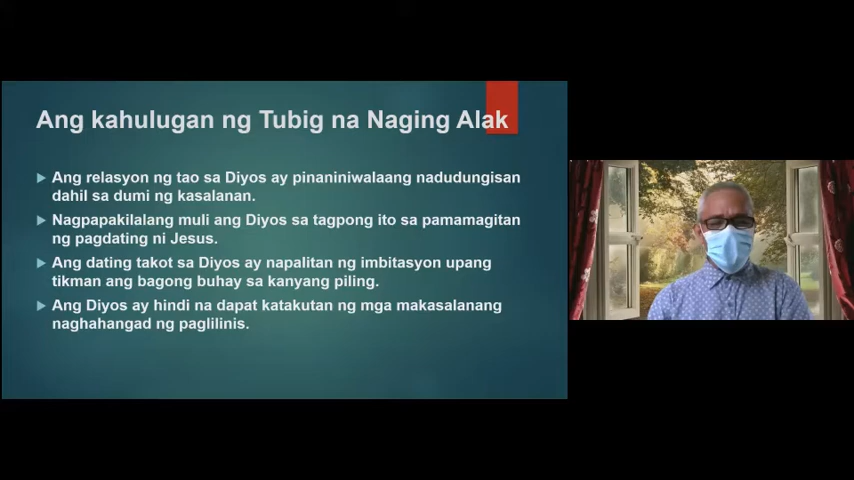 Ang kahulugan ng Tubig na Naging Alak
Ang relasyon ng tao sa Diyos ay pinaniniwalaang nadudungisan
dahil sa dumi ng kasalanan.
Nagpapakilalang muli ang Diyos sa tagpong ito sa pamamagitan
ng pagdating ni Jesus.
Ang dating takot sa Diyos ay napalitan ng imbitasyon upang
tikman ang bagong buhay sa kanyang piling.
Ang Diyos ay hindi na dapat katakutan ng mga makasalanang
naghahangad ng paglilinis.